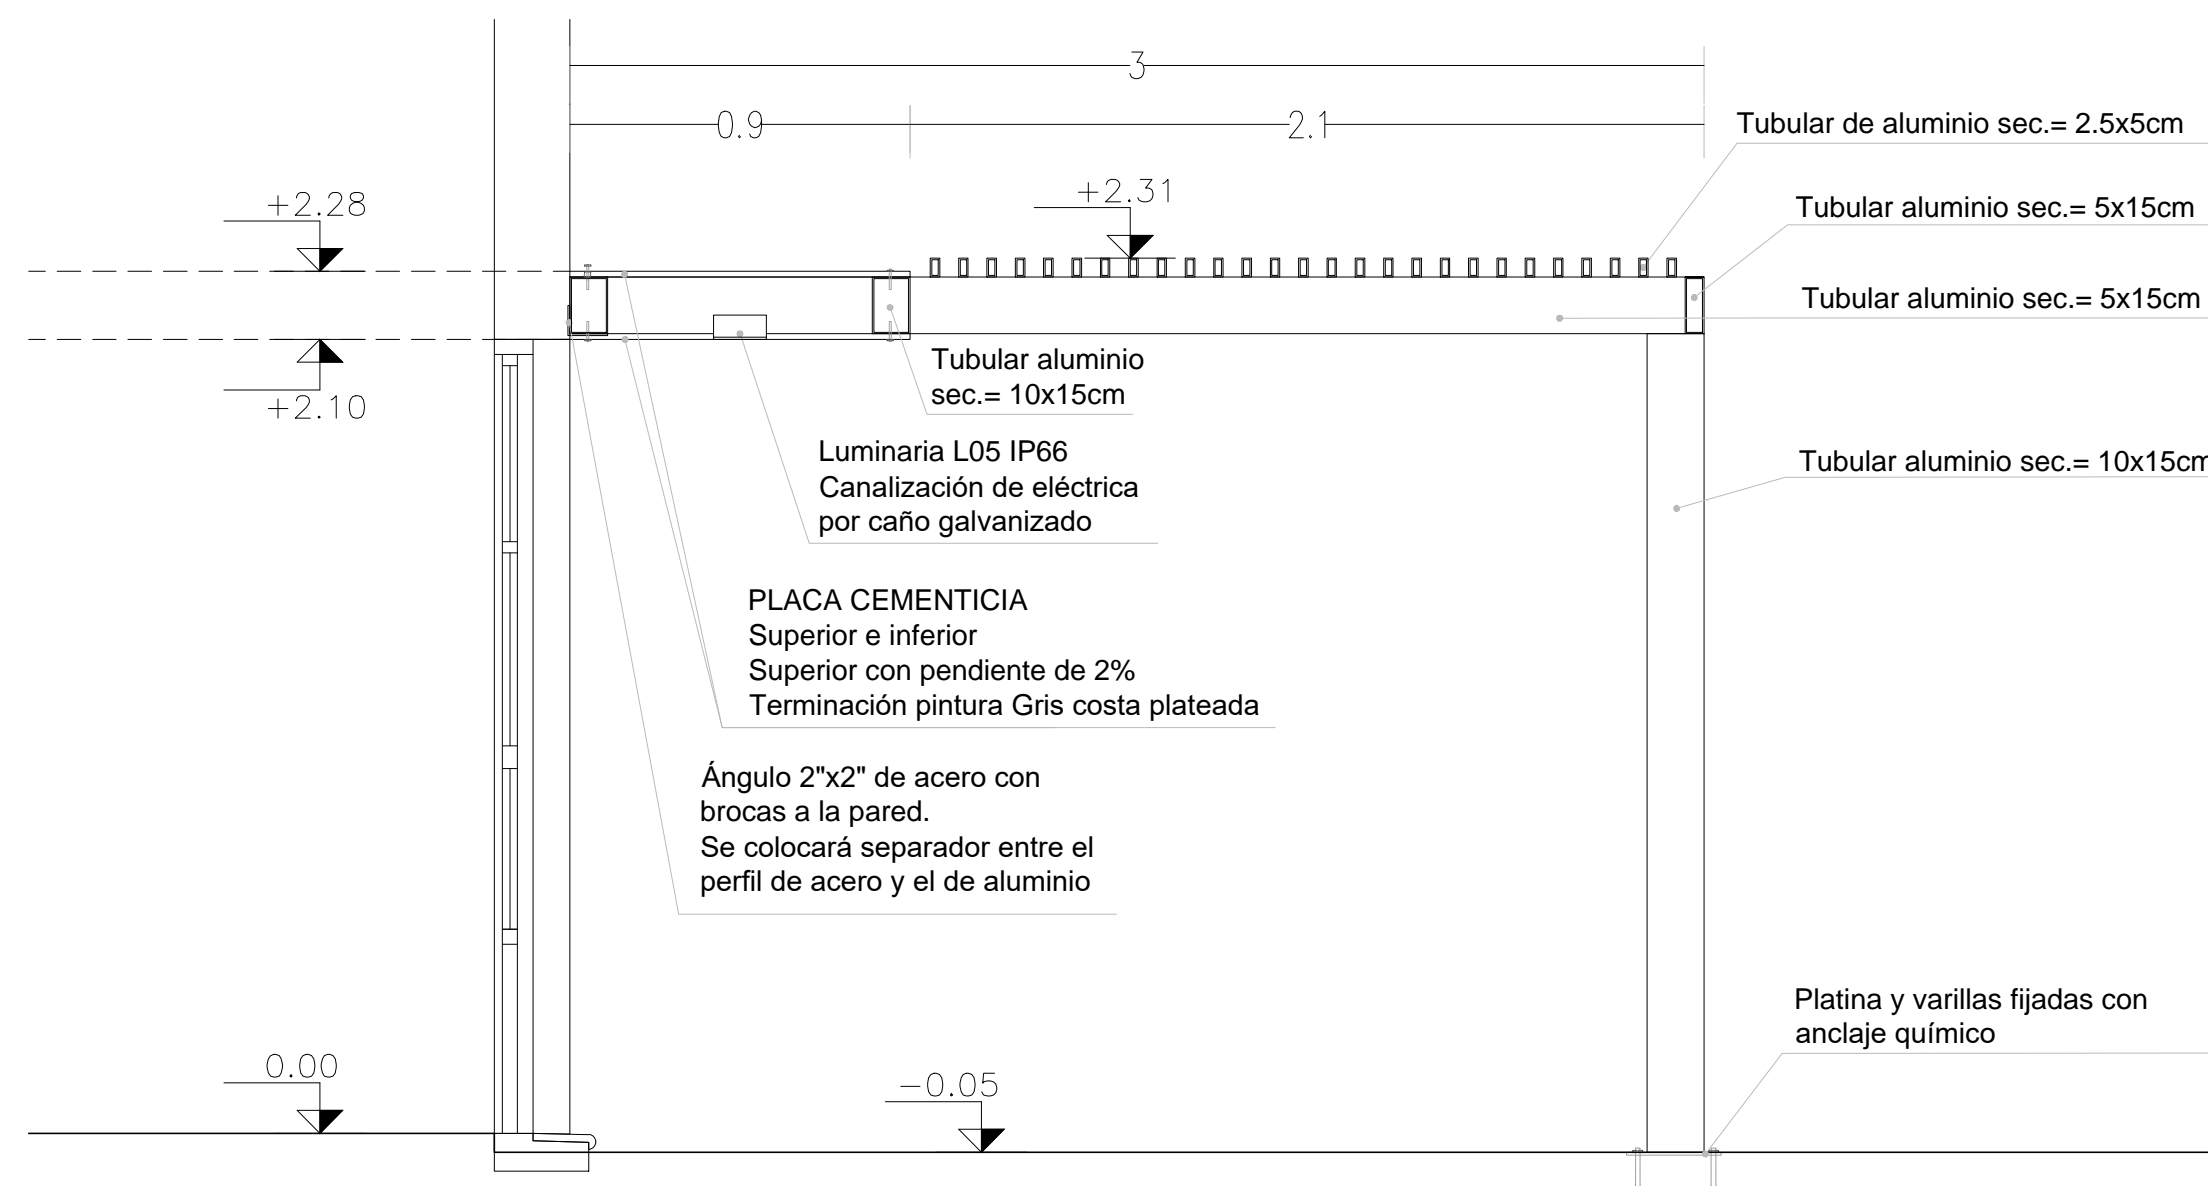 3
0.9
2.1
Tubular de aluminio sec.= 2.5x5cm
+2.28
+2.31
Tubular aluminio sec.= 5x15cm
Tubular aluminio sec.= 5x15cm
Tubular aluminio
sec.= 10x15cm
+2.10
Luminaria L05 IP66
Canalización de eléctrica
por caño galvanizado
Tubular aluminio sec.= 10x15cm
PLACA CEMENTICIA
Superior e inferior
Superior con pendiente de 2%
Terminación pintura Gris costa plateada
Ángulo 2"x2" de acero con
brocas a la pared.
Se colocará separador entre el
perfil de acero y el de aluminio
Platina y varillas fijadas con
anclaje químico
0.00
-0.05